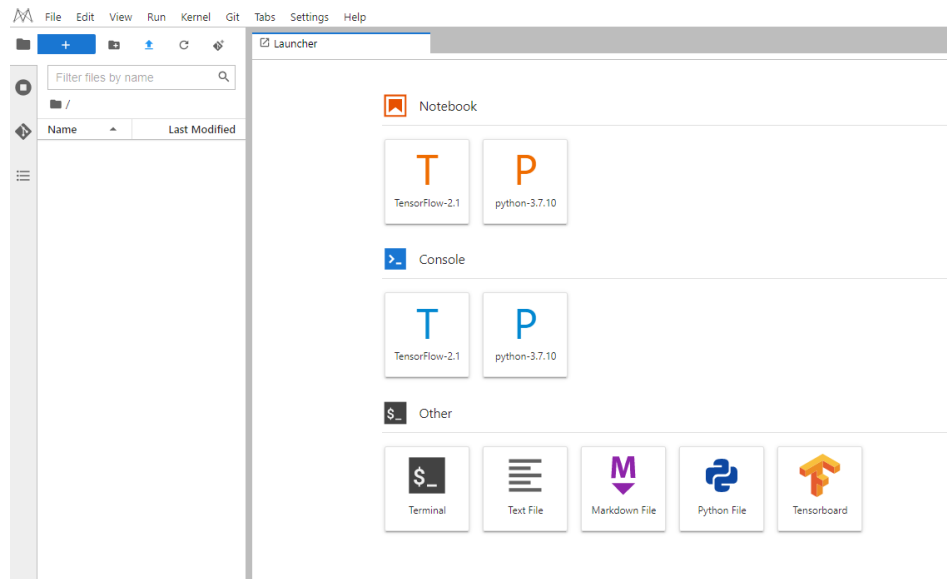 File Edit View Run Kernel Git Tabs Settings Help
+
Launcher
Filter files by name
/
Name Last Modified
Notebook
T P
TensorFlow-2.1 python-3.7.10
>_ Console
T P
TensorFlow-2.1 python-3.7.10
$_ Other
$_ M
Terminal Text File Markdown File Python File Tensorboard